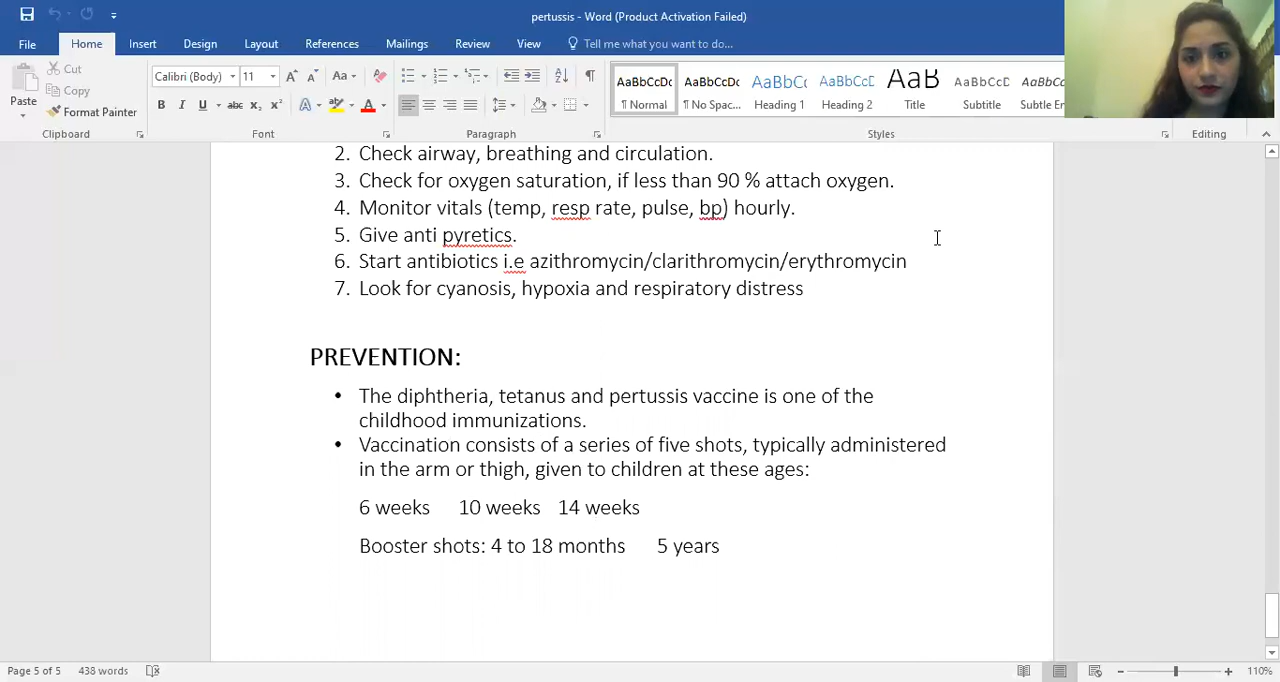 pertussis - Word (Product Activation Failed)
File Home Insert Design Layout References Mailings Review View Tell me what you want to do...
Cut
Copy
Format Painter
Paste
Calibri (Body) 11
AaBbCcDc AaBbCcDc AaBbCc AaBbCcD AaB AaBbCcD AaBbCcDc
¶ Normal ¶ No Spac... Heading 1 Heading 2 Title Subtitle Subtle Em
Clipboard Font Paragraph Styles Editing
2. Check airway, breathing and circulation.
3. Check for oxygen saturation, if less than 90 % attach oxygen.
4. Monitor vitals (temp, resp rate, pulse, bp) hourly.
5. Give anti pyretics.
6. Start antibiotics i.e azithromycin/clarithromycin/erythromycin
7. Look for cyanosis, hypoxia and respiratory distress
PREVENTION:
• The diphtheria, tetanus and pertussis vaccine is one of the
childhood immunizations.
• Vaccination consists of a series of five shots, typically administered
in the arm or thigh, given to children at these ages:
6 weeks 10 weeks 14 weeks
Booster shots: 4 to 18 months 5 years
Page 5 of 5 438 words 110%